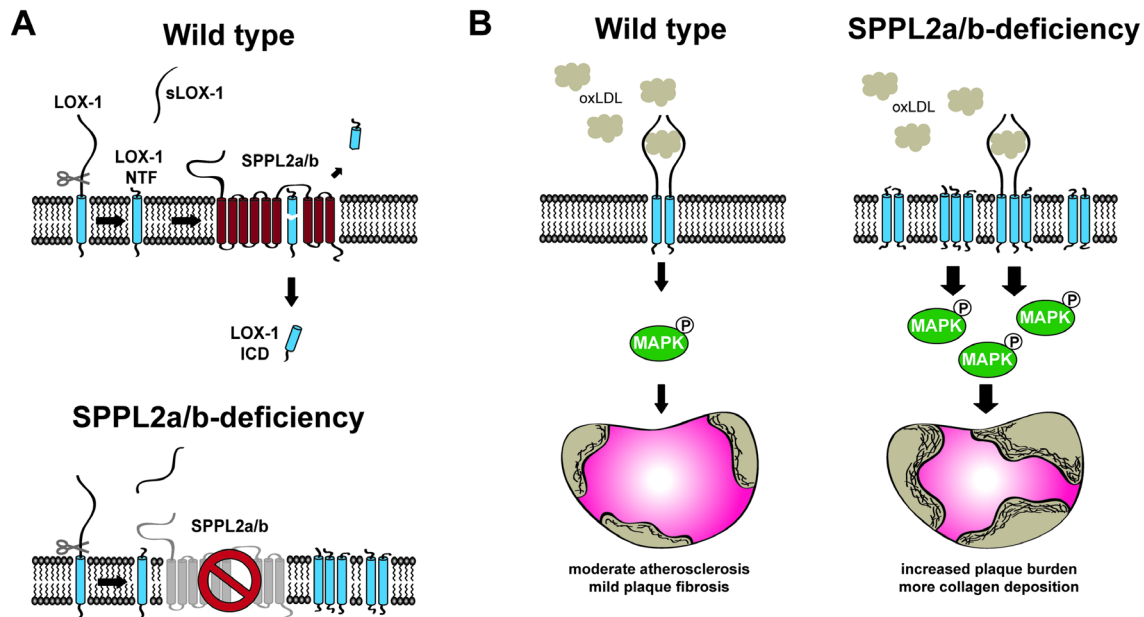 A
Wild type
LOX-1
sLOX-1
LOX-1
NTF
SPPL2a/b
LOX-1
ICD
SPPL2a/b-deficiency
SPPL2a/b
B
Wild type
oxLDL
P
MAPK
moderate atherosclerosis
mild plaque fibrosis
SPPL2a/b-deficiency
oxLDL
P
MAPK
P
MAPK
P
MAPK
increased plaque burden
more collagen deposition